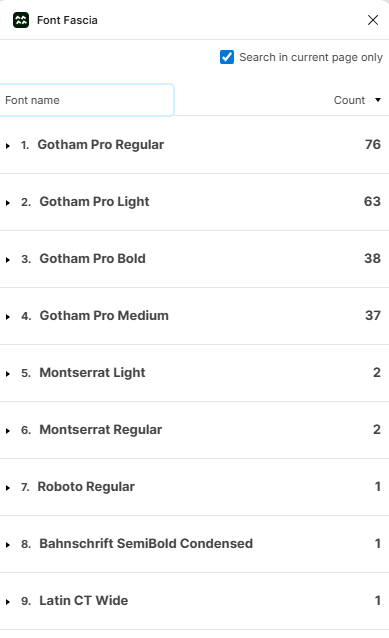 Font Fascia
Search in current page only
Font name Count
1. Gotham Pro Regular 76
2. Gotham Pro Light 63
3. Gotham Pro Bold 38
4. Gotham Pro Medium 37
5. Montserrat Light 2
6. Montserrat Regular 2
7. Roboto Regular 1
8. Bahnschrift SemiBold Condensed 1
9. Latin CT Wide 1